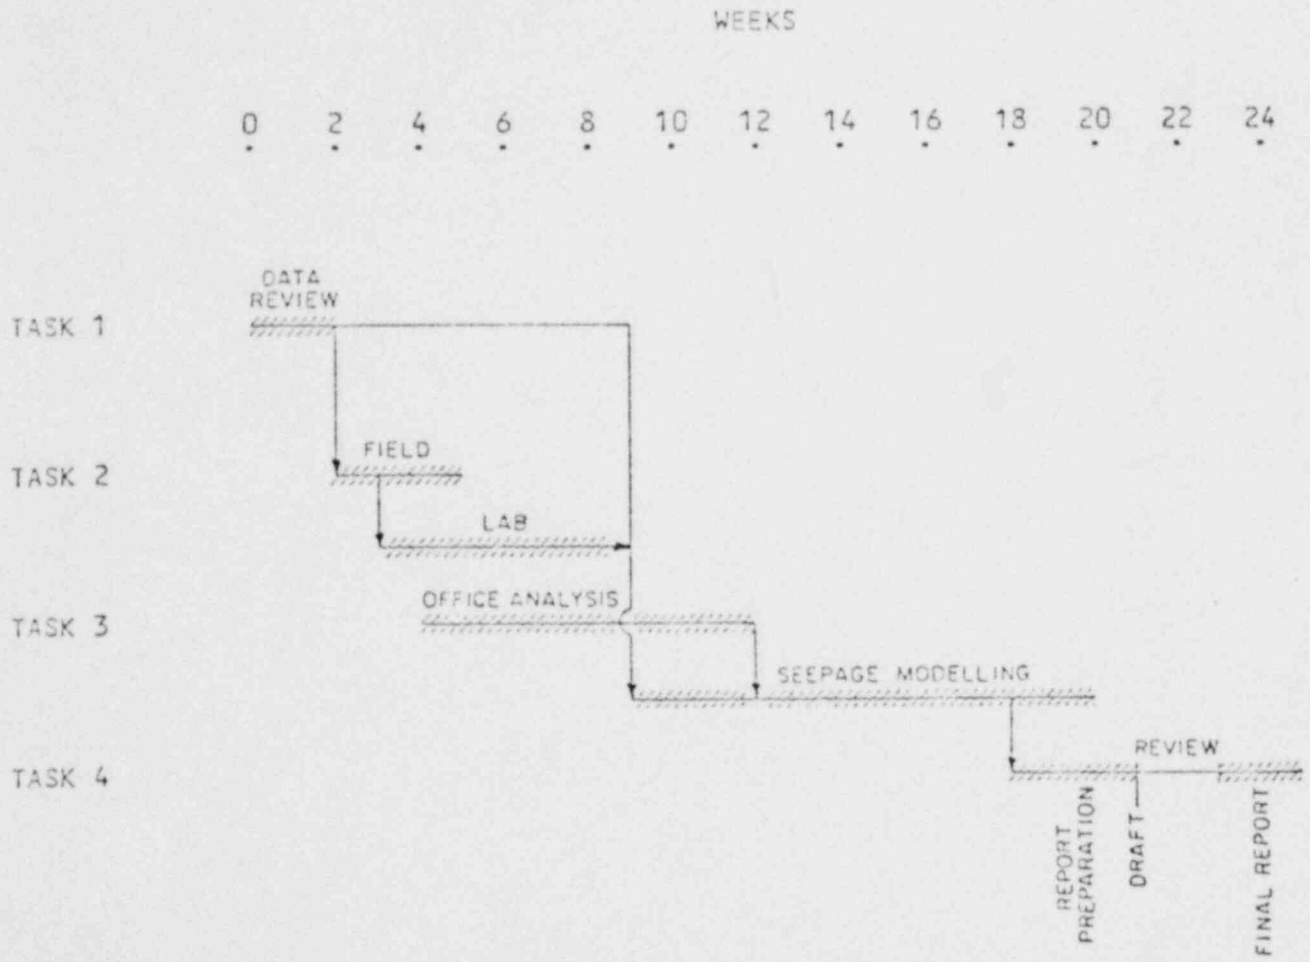 WEEKS
0 2 4 6 8 10 12 14 16 18 20 22 24
DATA
REVIEW
TASK 1
FIELD
TASK 2
LAB
OFFICE ANALYSIS
TASK 3
SEEPAGE MODELLING
REVIEW
TASK 4
REPORT
PREPARATION
DRAFT
FINAL REPORT